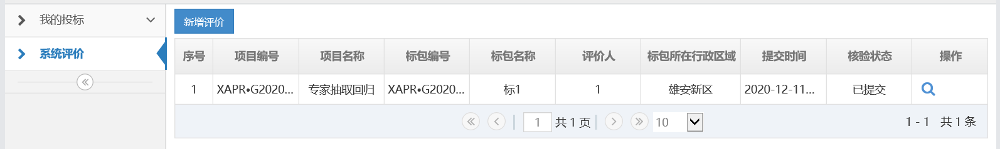 我的投标
系统评价
新增评价
序号 项目编号 项目名称 标包编号 标包名称 评价人 标包所在行政区域 提交时间 核验状态 操作
1 XAPR•G2020... 专家抽取回归 XAPR•G2020... 标1 1 雄安新区 2020-12-11... 已提交
1 共 1 页 10 1 - 1 共 1 条